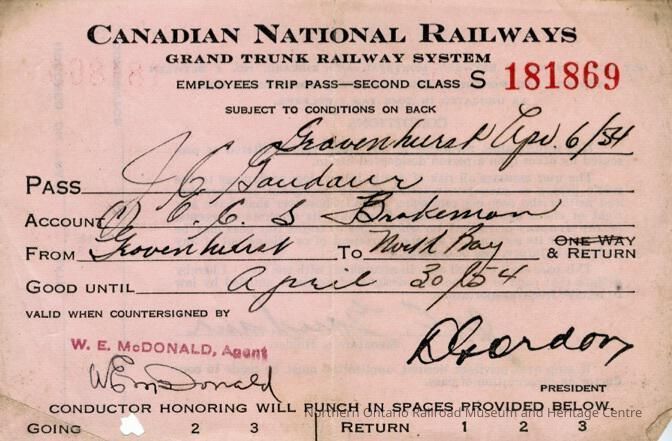 CANADIAN NATIONAL RAILWAYS
GRAND TRUNK RAILWAY SYSTEM
EMPLOYEES TRIP PASS—SECOND CLASS S 181869
SUBJECT TO CONDITIONS ON BACK
Gravenhurst Apr. 6/54
PASS J C Gaudaur
ACCOUNT C S Brakeman
FROM Gravenhurst TO North Bay ONE WAY & RETURN
GOOD UNTIL April 30/54
VALID WHEN COUNTERSIGNED BY
W. E. McDONALD, Agent
W E McDonald
D Gordon
PRESIDENT
CONDUCTOR HONORING WILL PUNCH IN SPACES PROVIDED BELOW.
Northern Ontario Railroad Museum and Heritage Centre
GOING 2 3 RETURN 1 2 3